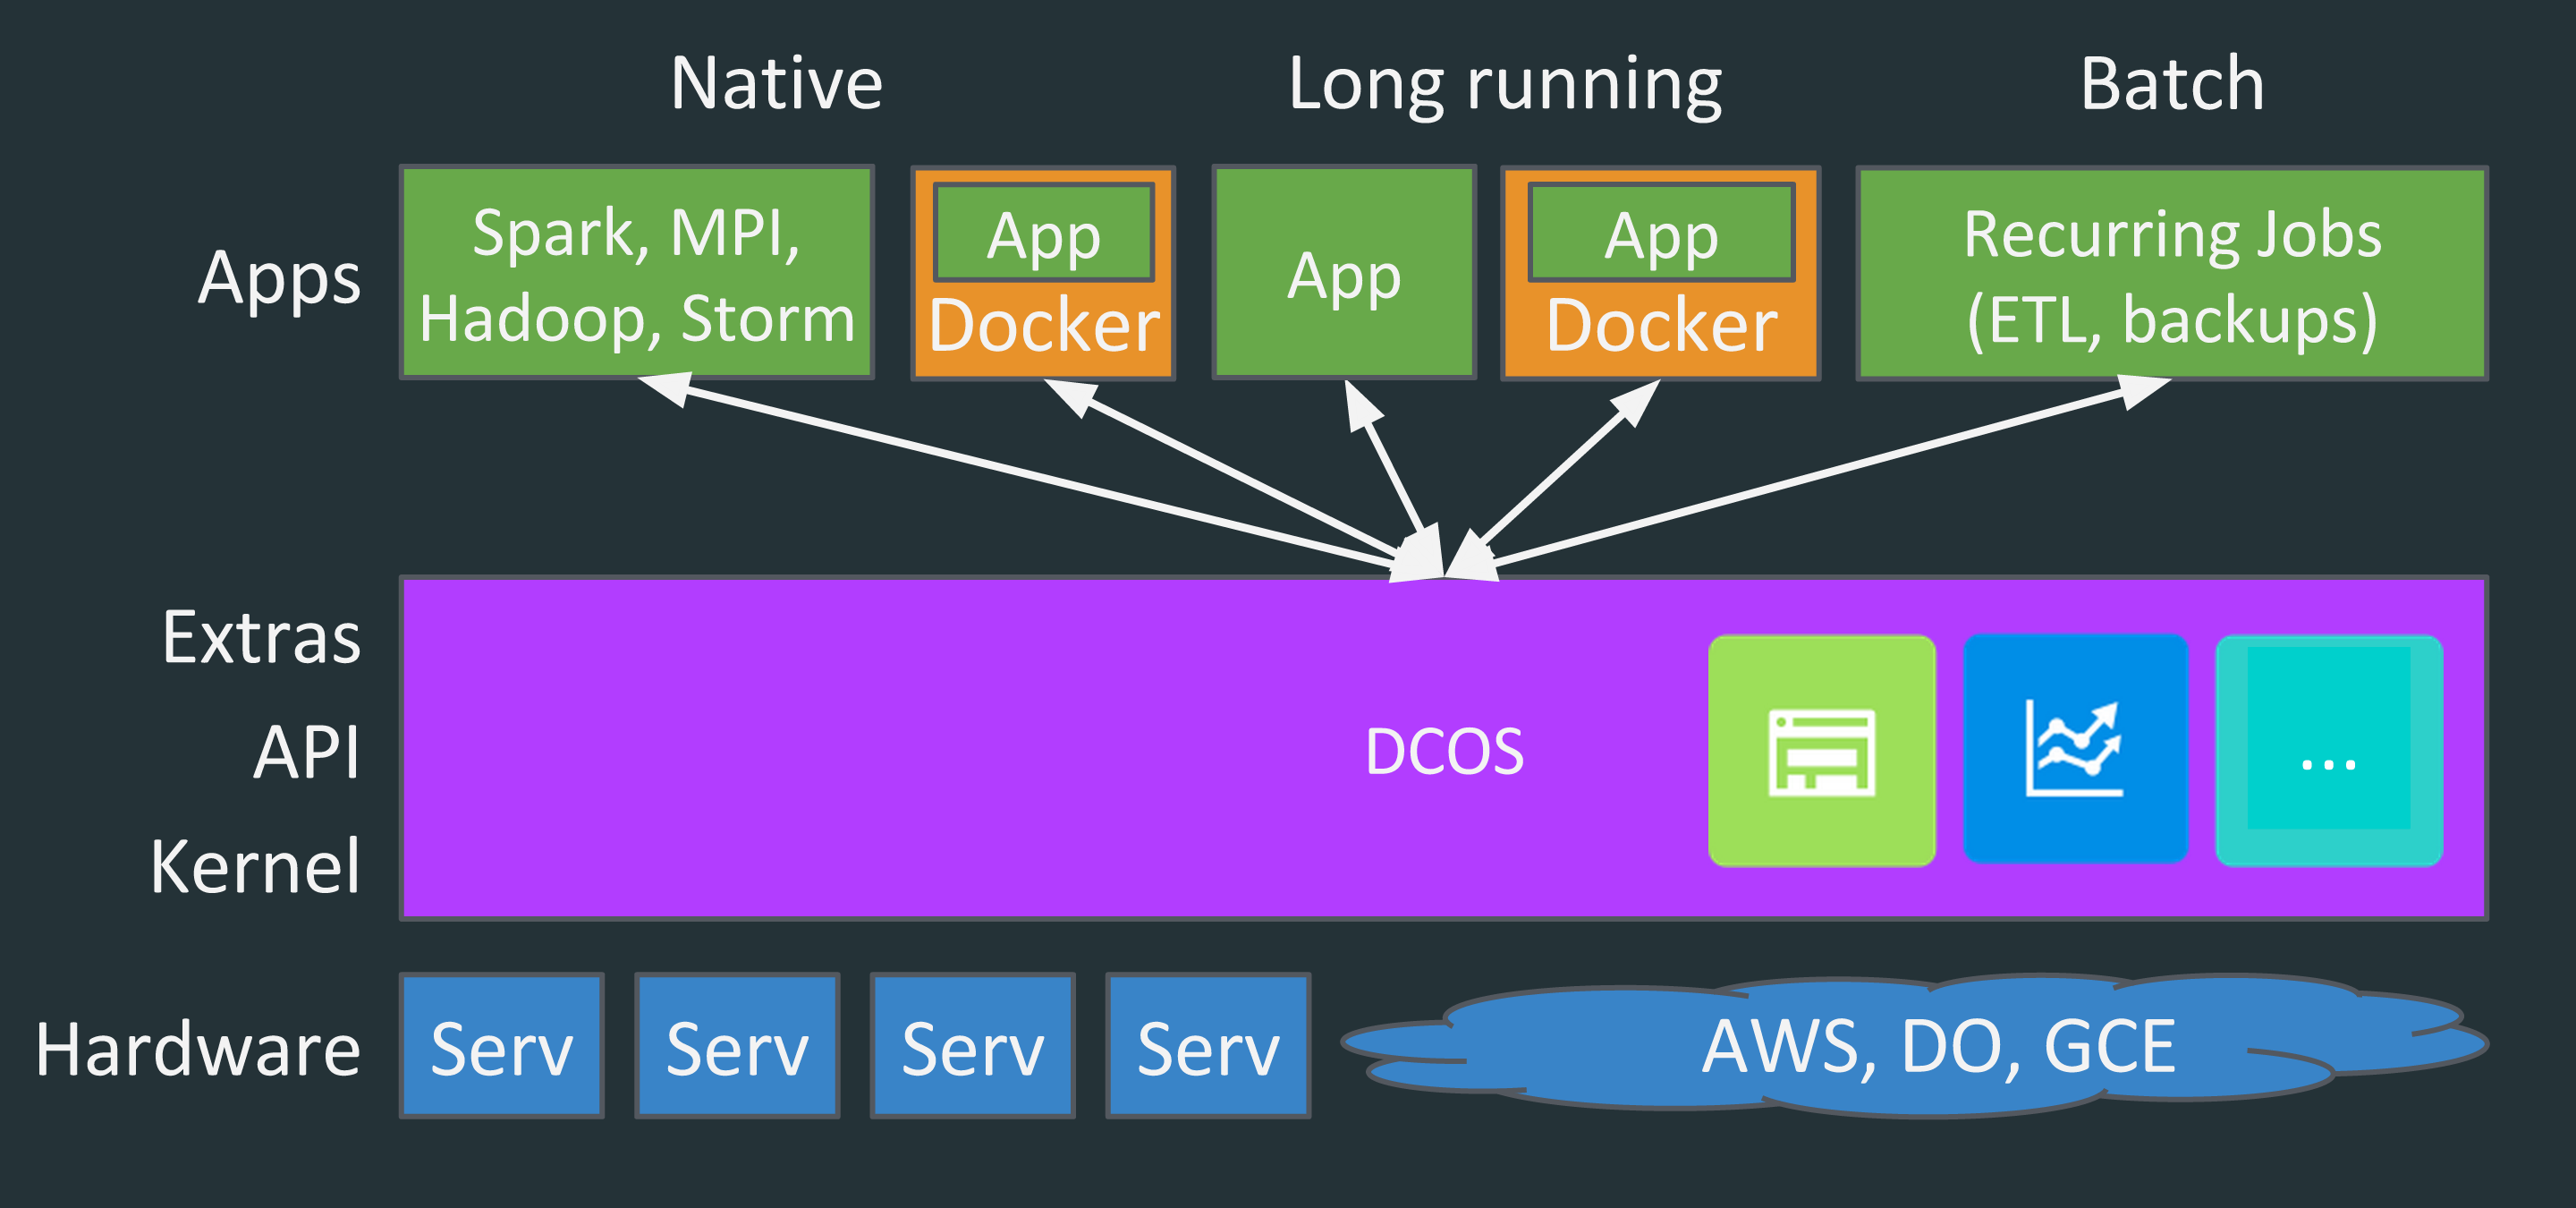 Native
Long running
Batch
Apps
Spark, MPI,
Hadoop, Storm
App
Docker
App
App
Docker
Recurring Jobs
(ETL, backups)
Extras
API
Kernel
DCOS
...
Hardware
Serv
Serv
Serv
Serv
AWS, DO, GCE